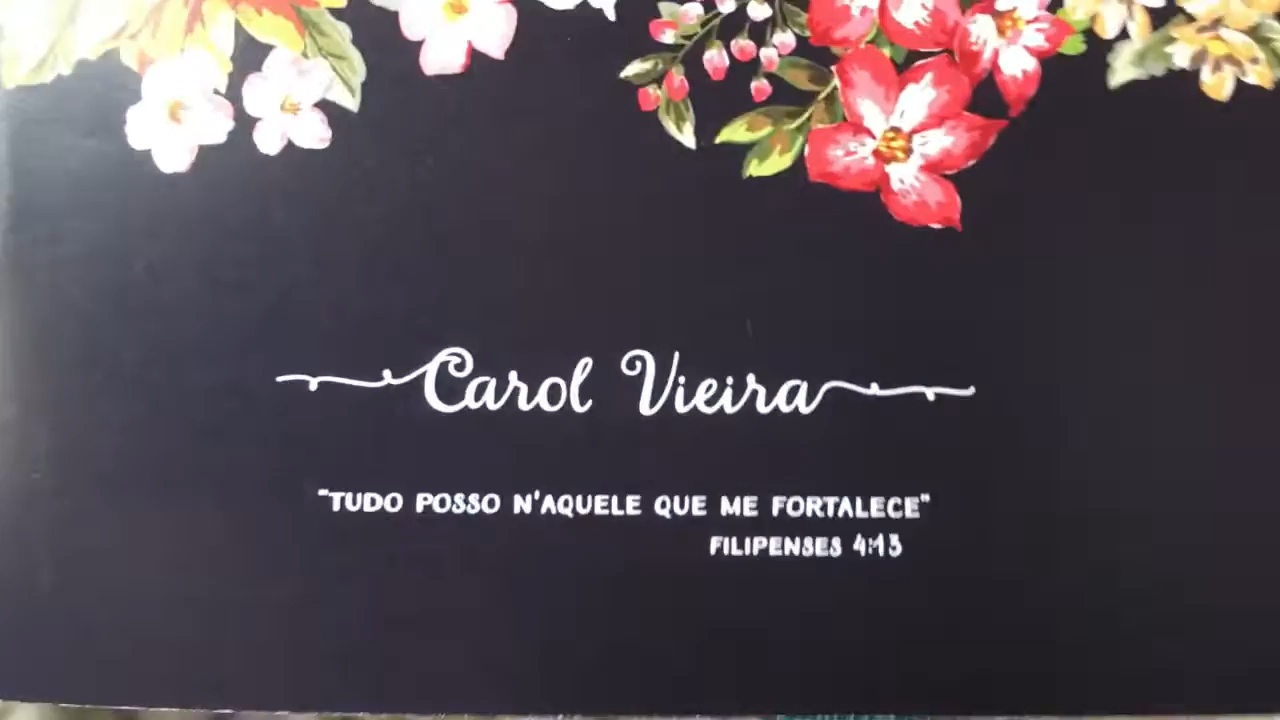 Carol Vieira
"TUDO POSSO N'AQUELE QUE ME FORTALECE"
FILIPENSES 4:13